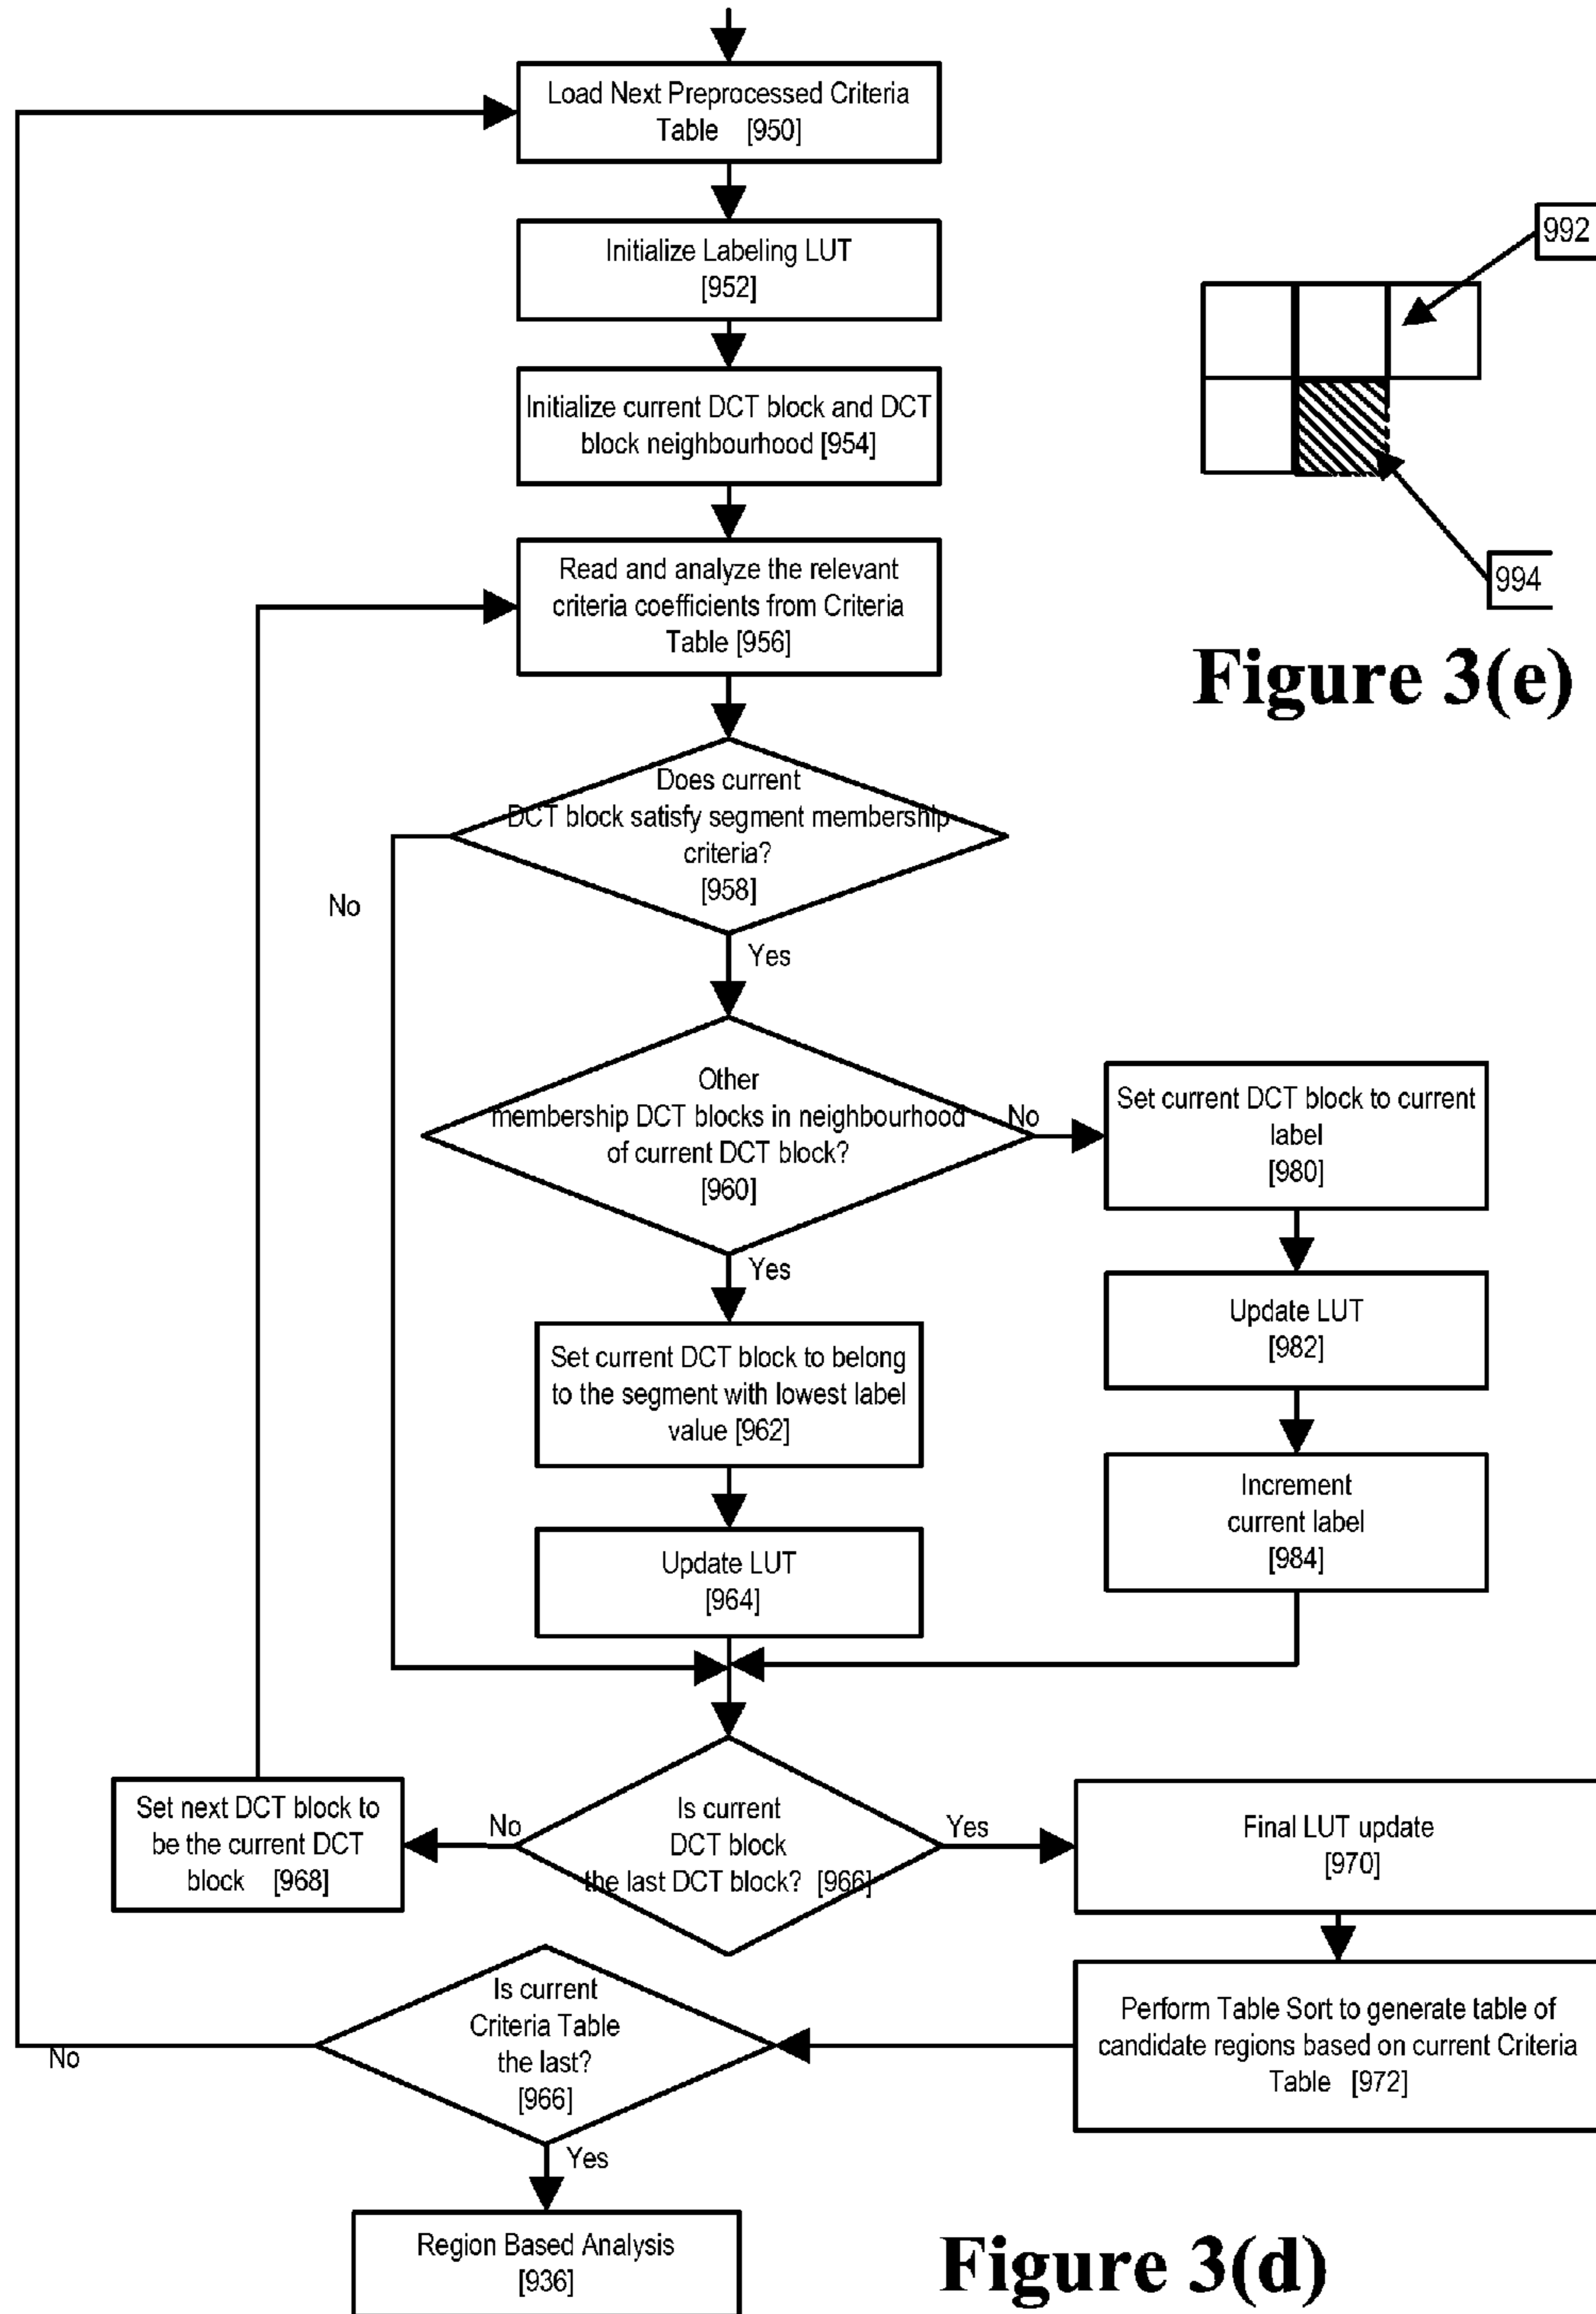 Load Next Preprocessed Criteria
Table [950]
Initialize Labeling LUT
[952]
992
Initialize current DCT block and DCT
block neighbourhood [954]
Read and analyze the relevant
criteria coefficients from Criteria
Table [956]
994
Figure 3(e)
Does current
DCT block satisfy segment membership
criteria?
[958]
No
Yes
Other
membership DCT blocks in neighbourhood
of current DCT block?
[960]
No
Set current DCT block to current
label
[980]
Yes
Update LUT
[982]
Set current DCT block to belong
to the segment with lowest label
value [962]
Increment
current label
[984]
Update LUT
[964]
Set next DCT block to
be the current DCT
block [968]
No
Is current
DCT block
the last DCT block? [966]
Yes
Final LUT update
[970]
Is current
Criteria Table
the last?
[966]
Perform Table Sort to generate table of
candidate regions based on current Criteria
Table [972]
No
Yes
Region Based Analysis
[936]
Figure 3(d)